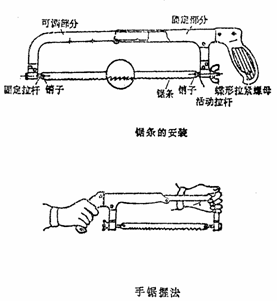 可调部分 固定部分
固定拉杆 销子 锯条 销子 蝶形拉紧螺母
活动拉杆
锯条的安装
手锯握法